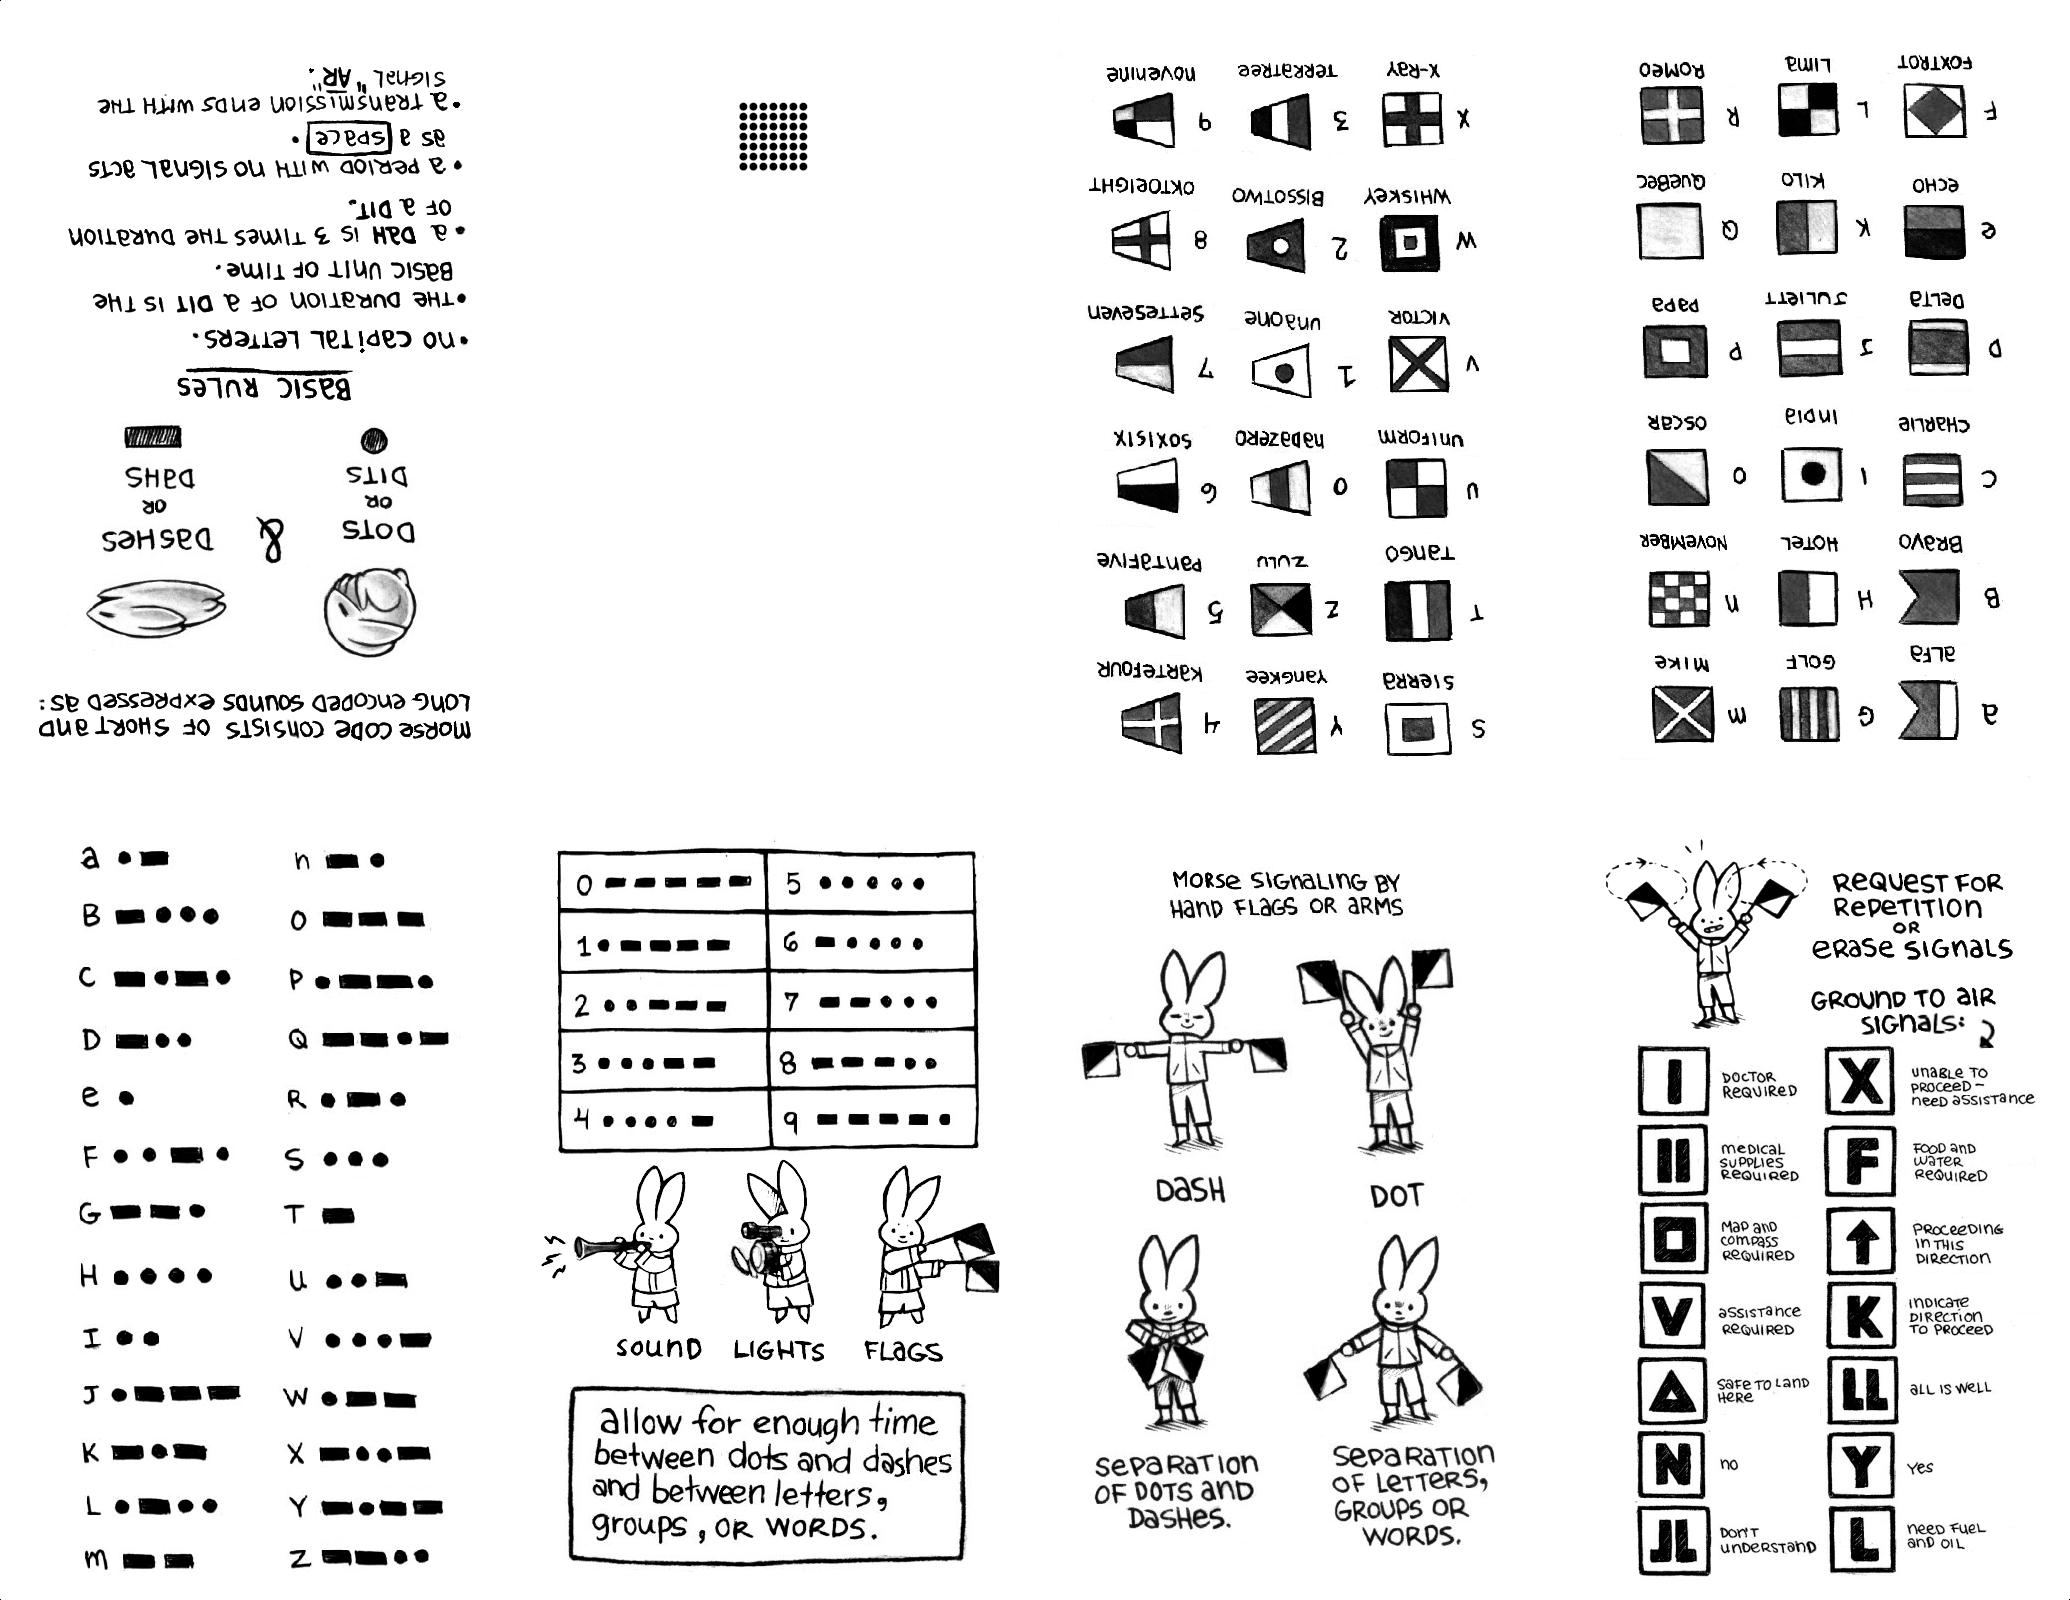 MORSE CODE CONSISTS OF SHORT AND
LONG ENCODED SOUNDS EXPRESSED AS:
DOTS & DASHES
OR OR
DITS DAHS
BASIC RULES
• NO CAPITAL LETTERS.
• THE DURATION OF A DIT IS THE
BASIC UNIT OF TIME.
• A DAH IS 3 TIMES THE DURATION
OF A DIT.
• A PERIOD WITH NO SIGNAL ACTS
AS A SPACE.
• A TRANSMISSION ENDS WITH THE
SIGNAL "AR".
A G M
ALFA GOLF MIKE
B H N
BRAVO HOTEL NOVEMBER
C I O
CHARLIE INDIA OSCAR
D J P
DELTA JULIETT PAPA
E K Q
ECHO KILO QUEBEC
F L R
FOXTROT LIMA ROMEO
S Y 4
SIERRA YANGKEE KARTEFOUR
T Z 5
TANGO ZULU PANTAFIVE
U 0 6
UNIFORM NADAZERO SOXISIX
V 1 7
VICTOR UNAONE SETTESEVEN
W 2 8
WHISKEY BISSOTWO OKTOEIGHT
X 3 9
X-RAY TERRATREE NOVENINE
A N
B O
C P
D Q
E R
F S
G T
H U
I V
J W
K X
L Y
M Z
0 5
1 6
2 7
3 8
4 9
SOUND LIGHTS FLAGS
allow for enough time
between dots and dashes
and between letters,
groups, OR WORDS.
MORSE SIGNALING BY
HAND FLAGS OR ARMS
DASH DOT
SEPARATION
OF DOTS AND
DASHES.
SEPARATION
OF LETTERS,
GROUPS OR
WORDS.
REQUEST FOR
REPETITION
OR
ERASE SIGNALS
GROUND TO AIR
SIGNALS:
I
DOCTOR
REQUIRED
X
UNABLE TO
PROCEED –
NEED ASSISTANCE
II
MEDICAL
SUPPLIES
REQUIRED
F
FOOD AND
WATER
REQUIRED
MAP AND
COMPASS
REQUIRED
PROCEEDING
IN THIS
DIRECTION
V
ASSISTANCE
REQUIRED
K
INDICATE
DIRECTION
TO PROCEED
SAFE TO LAND
HERE
LL
ALL IS WELL
N
NO
Y
YES
JL
DON'T
UNDERSTAND
L
NEED FUEL
AND OIL